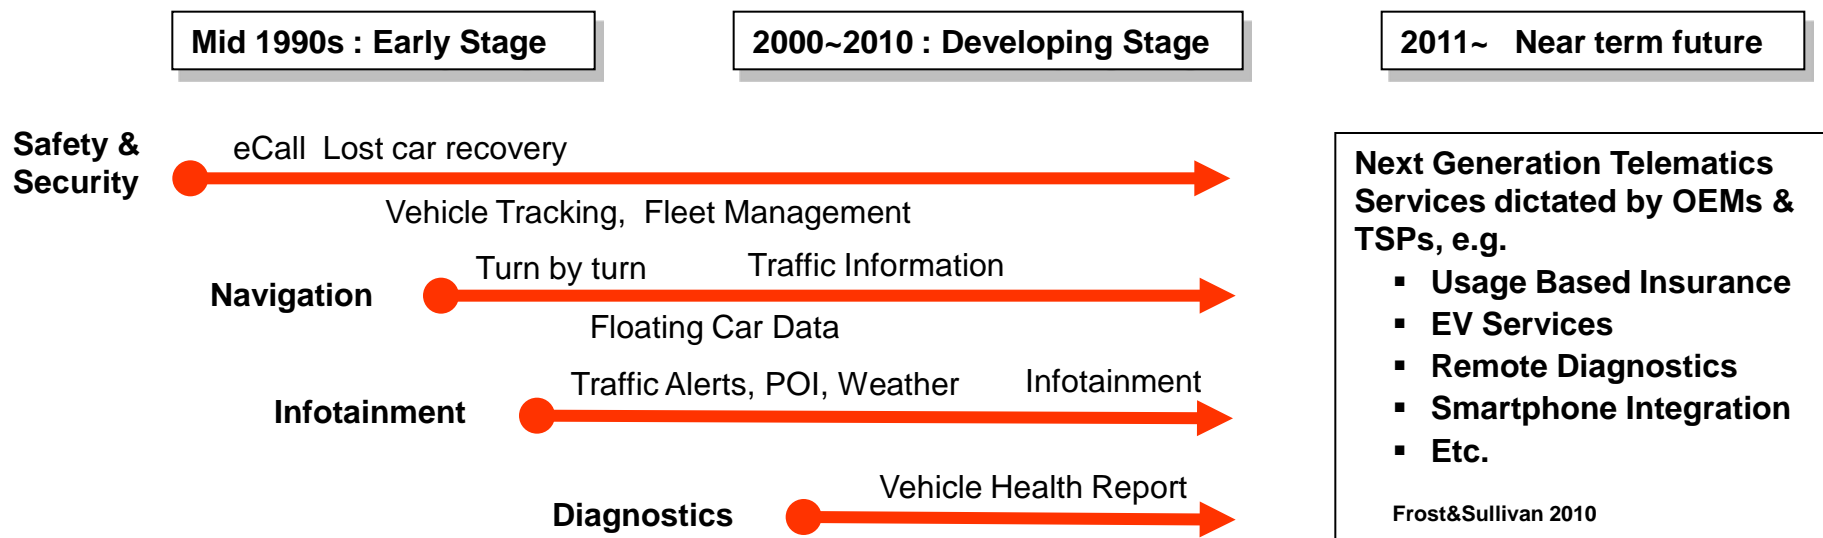 Mid 1990s : Early Stage
2000~2010 : Developing Stage
2011~ Near term future
Safety &
Security
eCall Lost car recovery
Vehicle Tracking, Fleet Management
Navigation
Turn by turn
Traffic Information
Floating Car Data
Infotainment
Traffic Alerts, POI, Weather
Infotainment
Diagnostics
Vehicle Health Report
Next Generation Telematics
Services dictated by OEMs &
TSPs, e.g.
▪ Usage Based Insurance
▪ EV Services
▪ Remote Diagnostics
▪ Smartphone Integration
▪ Etc.
Frost&Sullivan 2010